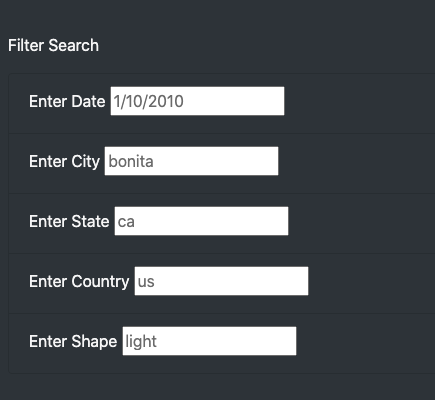 Filter Search
Enter Date 1/10/2010
Enter City bonita
Enter State ca
Enter Country us
Enter Shape light